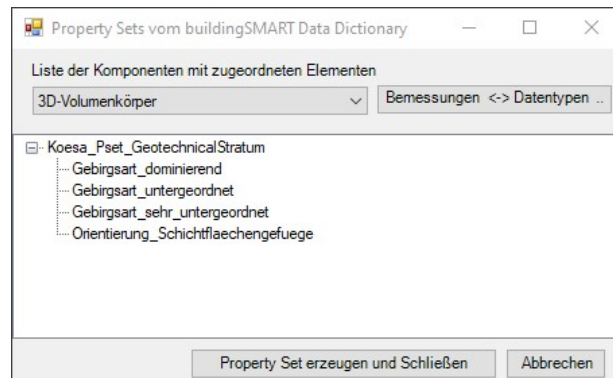 Property Sets vom buildingSMART Data Dictionary
Liste der Komponenten mit zugeordneten Elementen
3D-Volumenkörper
Bemessungen <-> Datentypen ..
Koesa_Pset_GeotechnicalStratum
Gebirgsart_dominierend
Gebirgsart_untergeordnet
Gebirgsart_sehr_untergeordnet
Orientierung_Schichtflaechengefuege
Property Set erzeugen und Schließen
Abbrechen